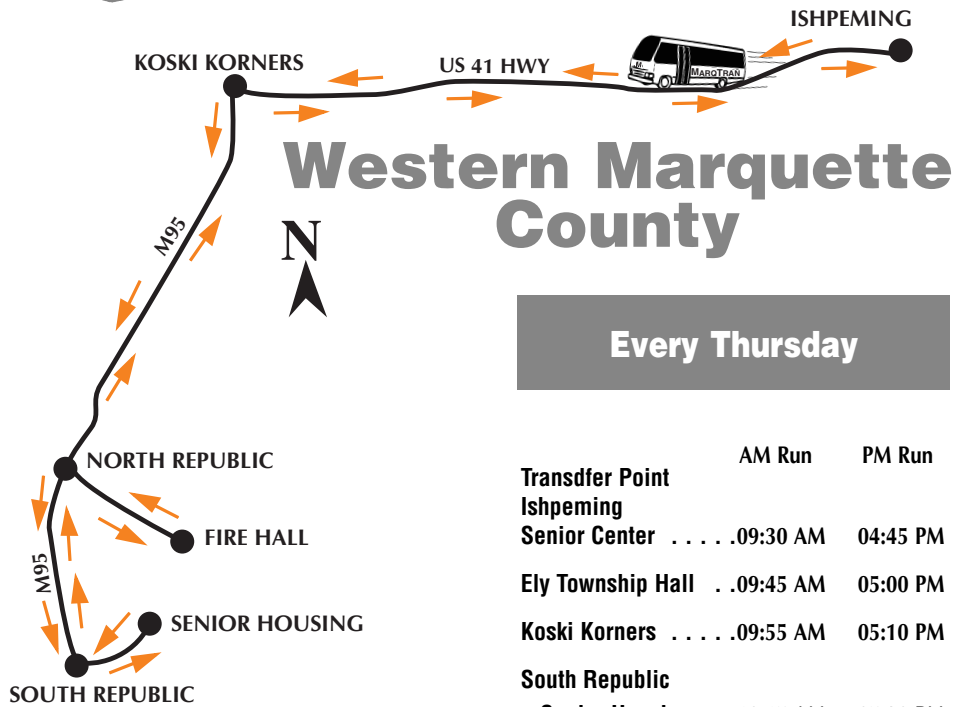 ISHPEMING
KOSKI KORNERS
US 41 HWY
M
MARQTRAN
Western Marquette
County
M95
N
Every Thursday
AM Run PM Run
Transdfer Point
Ishpeming
Senior Center . . . . .09:30 AM 04:45 PM
Ely Township Hall . .09:45 AM 05:00 PM
Koski Korners . . . . .09:55 AM 05:10 PM
South Republic
NORTH REPUBLIC
FIRE HALL
M95
SENIOR HOUSING
SOUTH REPUBLIC